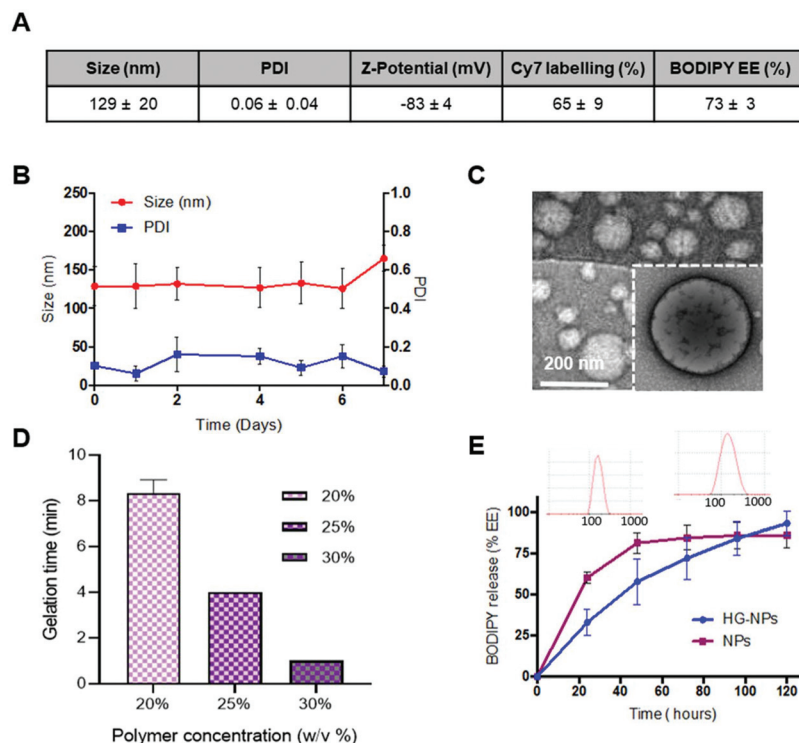 A
Size (nm) PDI Z-Potential (mV) Cy7 labelling (%) BODIPY EE (%)
129 ± 20 0.06 ± 0.04 -83 ± 4 65 ± 9 73 ± 3
B
250
200
150
100
50
0
Size (nm)
Size (nm)
PDI
1.0
0.8
0.6
0.4
0.2
0.0
PDI
0 2 4 6
Time (Days)
C
200 nm
D
10
8
6
4
2
0
Gelation time (min)
20%
25%
30%
20% 25% 30%
Polymer concentration (w/v %)
E
100 1000
100 1000
100
75
50
25
0
BODIPY release (% EE)
HG-NPs
NPs
0 20 40 60 80 100 120
Time ( hours)